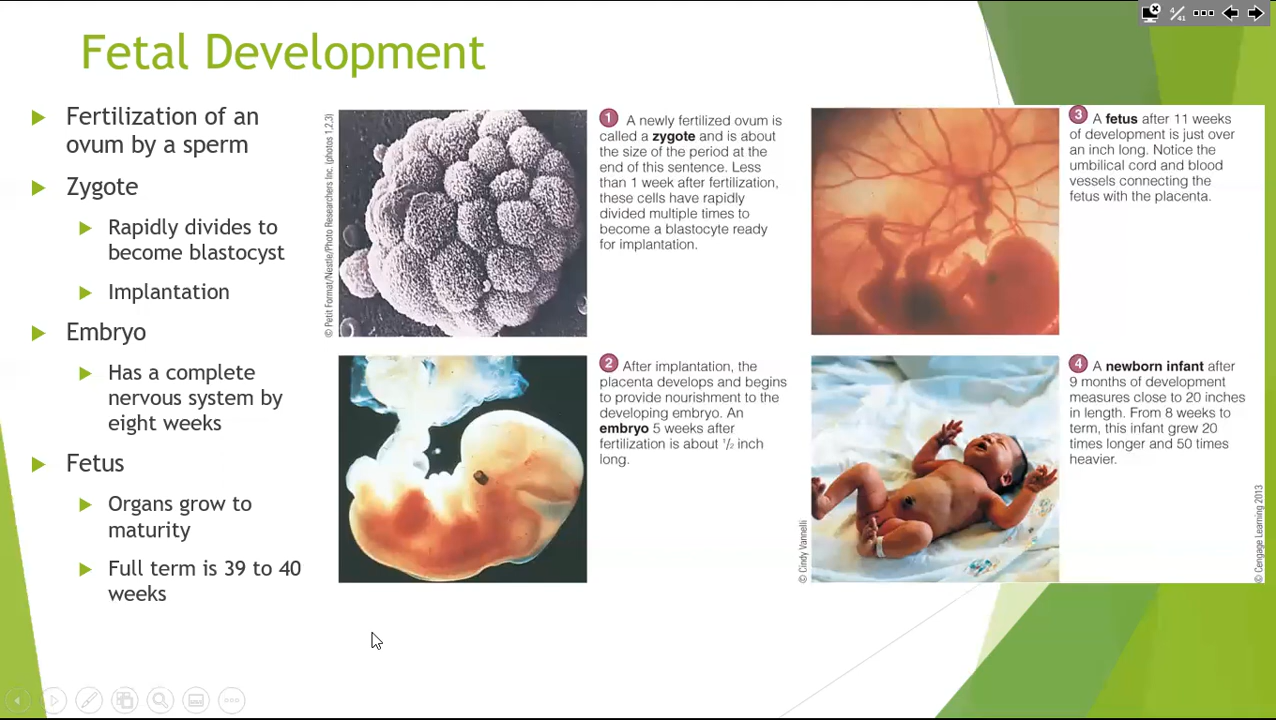 Fetal Development
Fertilization of an
ovum by a sperm
Zygote
Rapidly divides to
become blastocyst
Implantation
Embryo
Has a complete
nervous system by
eight weeks
Fetus
Organs grow to
maturity
Full term is 39 to 40
weeks
© Petit Format/Nestle/Photo Researchers Inc. (photos 1,2,3)
1 A newly fertilized ovum is
called a zygote and is about
the size of the period at the
end of this sentence. Less
than 1 week after fertilization,
these cells have rapidly
divided multiple times to
become a blastocyte ready
for implantation.
2 After implantation, the
placenta develops and begins
to provide nourishment to the
developing embryo. An
embryo 5 weeks after
fertilization is about 1/2 inch
long.
3 A fetus after 11 weeks
of development is just over
an inch long. Notice the
umbilical cord and blood
vessels connecting the
fetus with the placenta.
© Cindy Vannelli
4 A newborn infant after
9 months of development
measures close to 20 inches
in length. From 8 weeks to
term, this infant grew 20
times longer and 50 times
heavier.
© Cengage Learning 2013
4/41